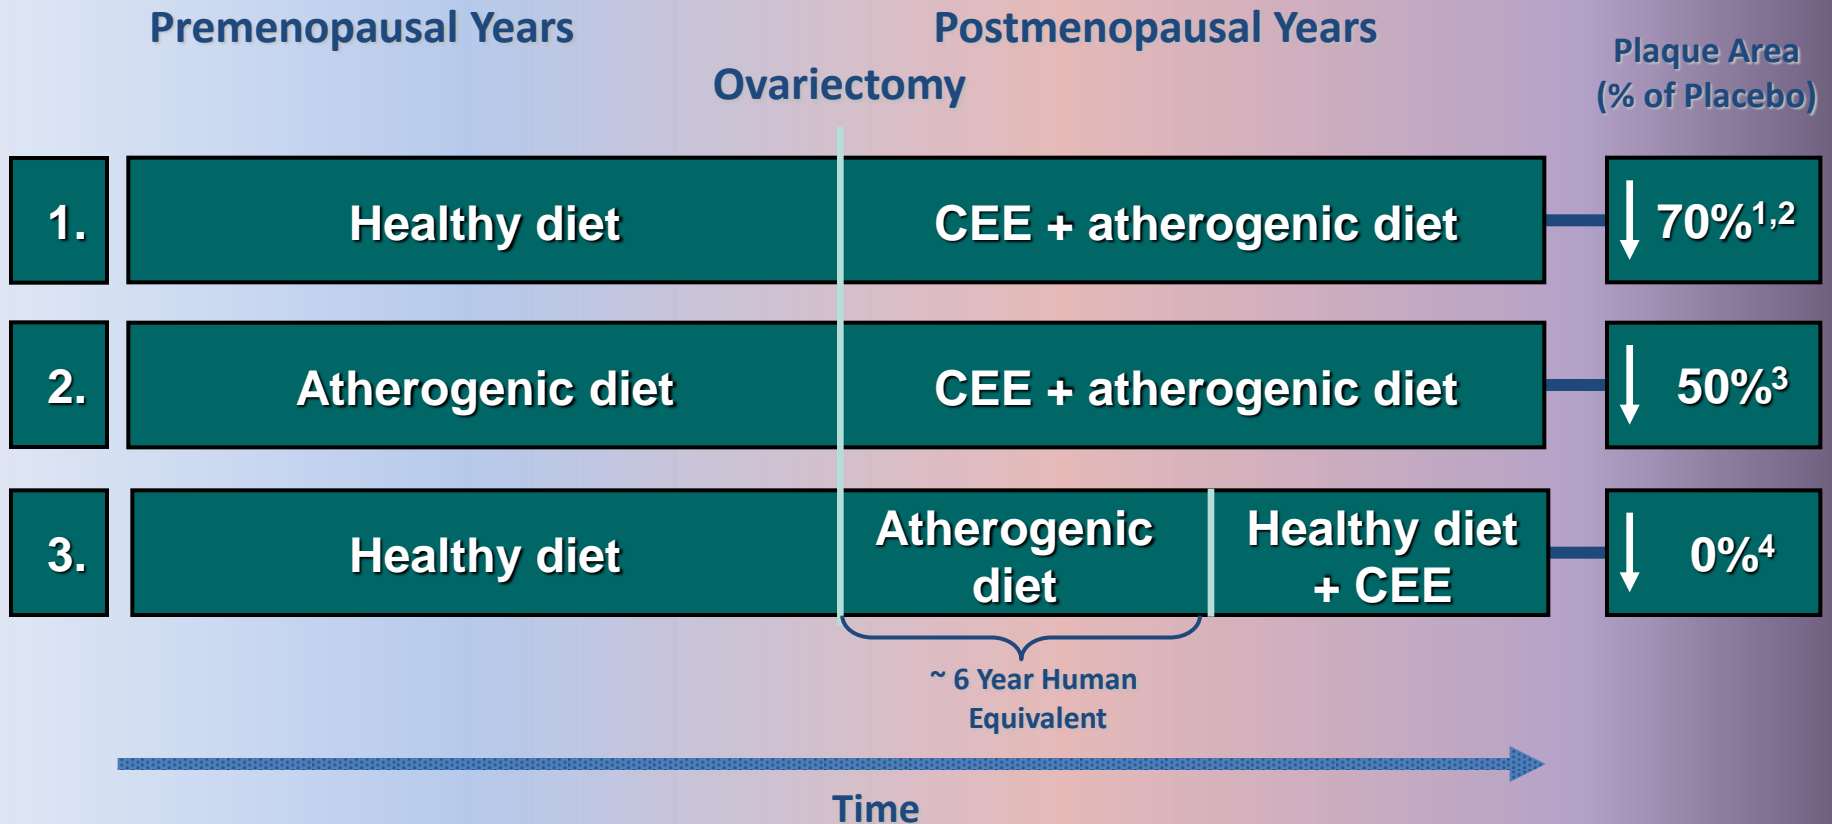 Premenopausal Years
Postmenopausal Years
Ovariectomy
Plaque Area
(% of Placebo)
1.
Healthy diet
CEE + atherogenic diet
70%1,2
2.
Atherogenic diet
CEE + atherogenic diet
50%3
3.
Healthy diet
Atherogenic
diet
Healthy diet
+ CEE
0%4
~ 6 Year Human
Equivalent
Time